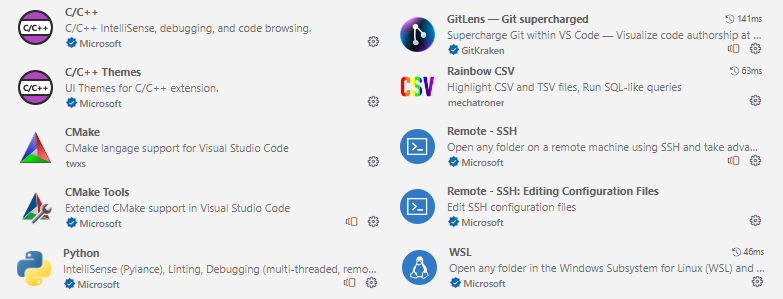 C/C++
C/C++ IntelliSense, debugging, and code browsing.
Microsoft
C/C++ Themes
UI Themes for C/C++ extension.
Microsoft
CMake
CMake langage support for Visual Studio Code
twxs
CMake Tools
Extended CMake support in Visual Studio Code
Microsoft
Python
IntelliSense (Pylance), Linting, Debugging (multi-threaded, remo...
Microsoft
GitLens — Git supercharged 141ms
Supercharge Git within VS Code — Visualize code authorship at ...
GitKraken
CSV
Rainbow CSV 63ms
Highlight CSV and TSV files, Run SQL-like queries
mechatroner
Remote - SSH
Open any folder on a remote machine using SSH and take adva...
Microsoft
Remote - SSH: Editing Configuration Files
Edit SSH configuration files
Microsoft
WSL 46ms
Open any folder in the Windows Subsystem for Linux (WSL) and ...
Microsoft
C/C++
C/C++